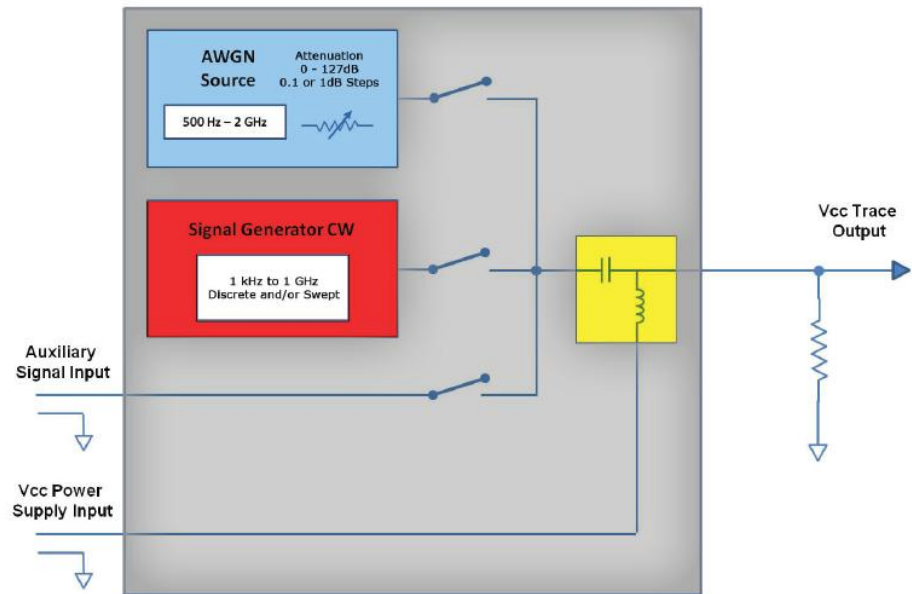 AWGN
Source
Attenuation
0 - 127dB
0.1 or 1dB Steps
500 Hz – 2 GHz
Signal Generator CW
1 kHz to 1 GHz
Discrete and/or Swept
Vcc Trace
Output
Auxiliary
Signal Input
Vcc Power
Supply Input